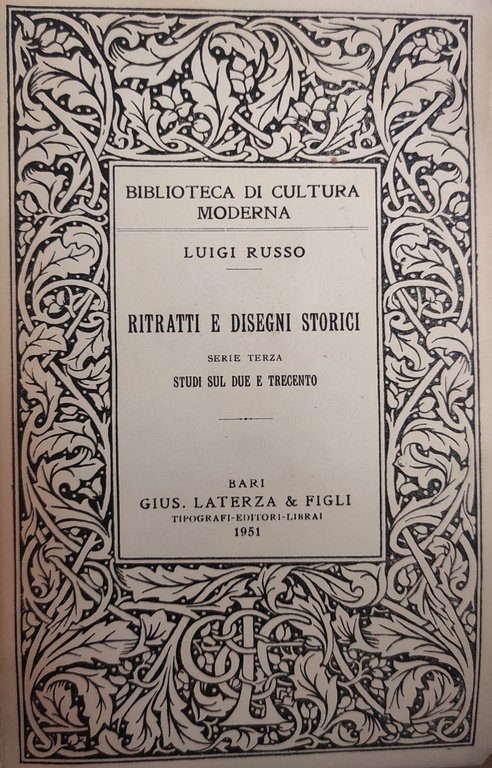 BIBLIOTECA DI CULTURA
MODERNA
LUIGI RUSSO
RITRATTI E DISEGNI STORICI
SERIE TERZA
STUDI SUL DUE E TRECENTO
BARI
GIUS. LATERZA & FIGLI
TIPOGRAFI-EDITORI-LIBRAI
1951